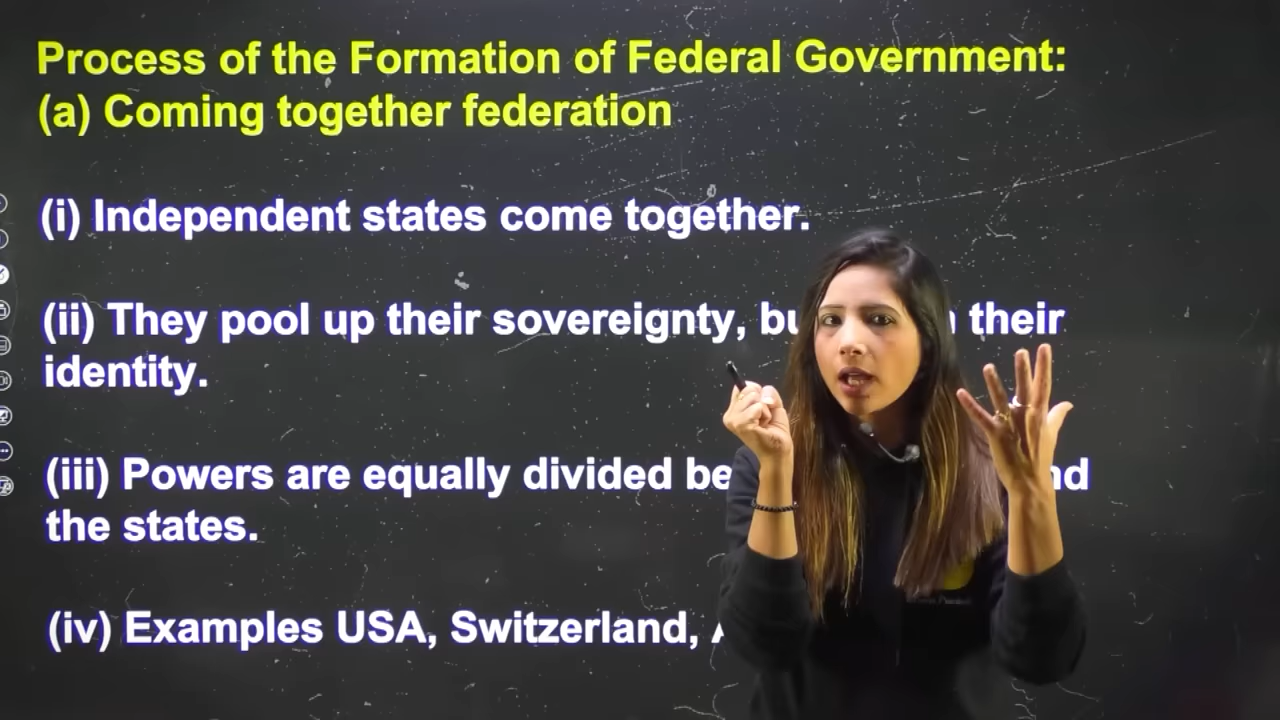 Process of the Formation of Federal Government:
(a) Coming together federation
(i) Independent states come together.
(ii) They pool up their sovereignty, their
identity.
(iii) Powers are equally divided
the states.
(iv) Examples USA, Switzerland,